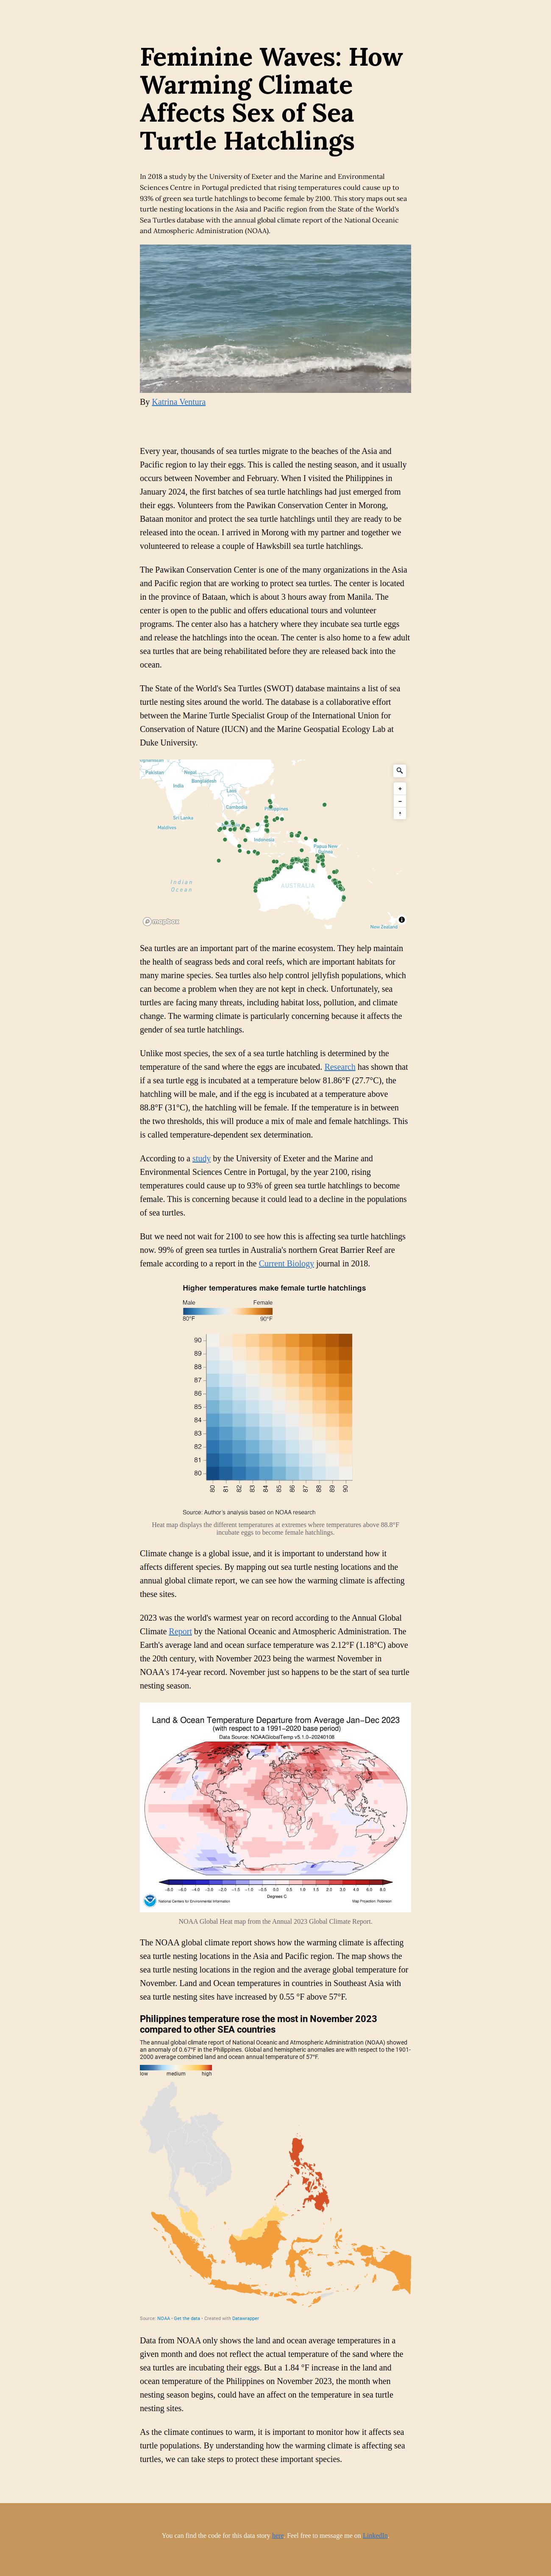 Feminine Waves: How
Warming Climate
Affects Sex of Sea
Turtle Hatchlings
In 2018 a study by the University of Exeter and the Marine and Environmental
Sciences Centre in Portugal predicted that rising temperatures could cause up to
93% of green sea turtle hatchlings to become female by 2100. This story maps out sea
turtle nesting locations in the Asia and Pacific region from the State of the World's
Sea Turtles database with the annual global climate report of the National Oceanic
and Atmospheric Administration (NOAA).
By Katrina Ventura
Every year, thousands of sea turtles migrate to the beaches of the Asia and
Pacific region to lay their eggs. This is called the nesting season, and it usually
occurs between November and February. When I visited the Philippines in
January 2024, the first batches of sea turtle hatchlings had just emerged from
their eggs. Volunteers from the Pawikan Conservation Center in Morong,
Bataan monitor and protect the sea turtle hatchlings until they are ready to be
released into the ocean. I arrived in Morong with my partner and together we
volunteered to release a couple of Hawksbill sea turtle hatchlings.
The Pawikan Conservation Center is one of the many organizations in the Asia
and Pacific region that are working to protect sea turtles. The center is located
in the province of Bataan, which is about 3 hours away from Manila. The
center is open to the public and offers educational tours and volunteer
programs. The center also has a hatchery where they incubate sea turtle eggs
and release the hatchlings into the ocean. The center is also home to a few adult
sea turtles that are being rehabilitated before they are released back into the
ocean.
The State of the World's Sea Turtles (SWOT) database maintains a list of sea
turtle nesting sites around the world. The database is a collaborative effort
between the Marine Turtle Specialist Group of the International Union for
Conservation of Nature (IUCN) and the Marine Geospatial Ecology Lab at
Duke University.
Pakistan
Nepal
Bangladesh
India
Laos
Cambodia
Philippines
Sri Lanka
Maldives
Indonesia
Papua New
Guinea
Indian
Ocean
AUSTRALIA
New Zealand
mapbox
Sea turtles are an important part of the marine ecosystem. They help maintain
the health of seagrass beds and coral reefs, which are important habitats for
many marine species. Sea turtles also help control jellyfish populations, which
can become a problem when they are not kept in check. Unfortunately, sea
turtles are facing many threats, including habitat loss, pollution, and climate
change. The warming climate is particularly concerning because it affects the
gender of sea turtle hatchlings.
Unlike most species, the sex of a sea turtle hatchling is determined by the
temperature of the sand where the eggs are incubated. Research has shown that
if a sea turtle egg is incubated at a temperature below 81.86°F (27.7°C), the
hatchling will be male, and if the egg is incubated at a temperature above
88.8°F (31°C), the hatchling will be female. If the temperature is in between
the two thresholds, this will produce a mix of male and female hatchlings. This
is called temperature-dependent sex determination.
According to a study by the University of Exeter and the Marine and
Environmental Sciences Centre in Portugal, by the year 2100, rising
temperatures could cause up to 93% of green sea turtle hatchlings to become
female. This is concerning because it could lead to a decline in the populations
of sea turtles.
But we need not wait for 2100 to see how this is affecting sea turtle hatchlings
now. 99% of green sea turtles in Australia's northern Great Barrier Reef are
female according to a report in the Current Biology journal in 2018.
Higher temperatures make female turtle hatchlings
Male Female
80°F 90°F
90
89
88
87
86
85
84
83
82
81
80
80 81 82 83 84 85 86 87 88 89 90
Source: Author's analysis based on NOAA research
Heat map displays the different temperatures at extremes where temperatures above 88.8°F
incubate eggs to become female hatchlings.
Climate change is a global issue, and it is important to understand how it
affects different species. By mapping out sea turtle nesting locations and the
annual global climate report, we can see how the warming climate is affecting
these sites.
2023 was the world's warmest year on record according to the Annual Global
Climate Report by the National Oceanic and Atmospheric Administration. The
Earth's average land and ocean surface temperature was 2.12°F (1.18°C) above
the 20th century, with November 2023 being the warmest November in
NOAA's 174-year record. November just so happens to be the start of sea turtle
nesting season.
Land & Ocean Temperature Departure from Average Jan–Dec 2023
(with respect to a 1991–2020 base period)
Data Source: NOAAGlobalTemp v5.1.0–20240108
Degrees C
National Centers for Environmental Information
Map Projection: Robinson
NOAA Global Heat map from the Annual 2023 Global Climate Report.
The NOAA global climate report shows how the warming climate is affecting
sea turtle nesting locations in the Asia and Pacific region. The map shows the
sea turtle nesting locations in the region and the average global temperature for
November. Land and Ocean temperatures in countries in Southeast Asia with
sea turtle nesting sites have increased by 0.55 °F above 57°F.
Philippines temperature rose the most in November 2023
compared to other SEA countries
The annual global climate report of National Oceanic and Atmospheric Administration (NOAA) showed
an anomaly of 0.67°F in the Philippines. Global and hemispheric anomalies are with respect to the 1901-
2000 average combined land and ocean annual temperature of 57°F.
low medium high
Source: NOAA • Get the data • Created with Datawrapper
Data from NOAA only shows the land and ocean average temperatures in a
given month and does not reflect the actual temperature of the sand where the
sea turtles are incubating their eggs. But a 1.84 °F increase in the land and
ocean temperature of the Philippines on November 2023, the month when
nesting season begins, could have an affect on the temperature in sea turtle
nesting sites.
As the climate continues to warm, it is important to monitor how it affects sea
turtle populations. By understanding how the warming climate is affecting sea
turtles, we can take steps to protect these important species.
You can find the code for this data story here. Feel free to message me on LinkedIn.